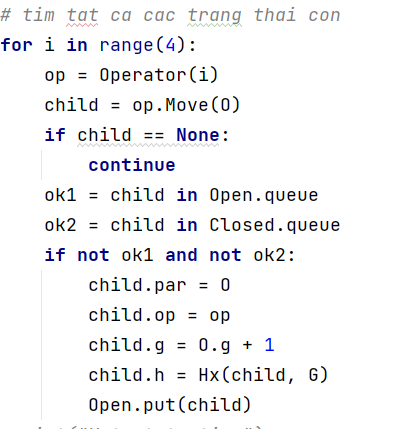 # tim tat ca cac trang thai con
for i in range(4):
    op = Operator(i)
    child = op.Move(O)
    if child == None:
        continue
    ok1 = child in Open.queue
    ok2 = child in Closed.queue
    if not ok1 and not ok2:
        child.par = O
        child.op = op
        child.g = O.g + 1
        child.h = Hx(child, G)
        Open.put(child)